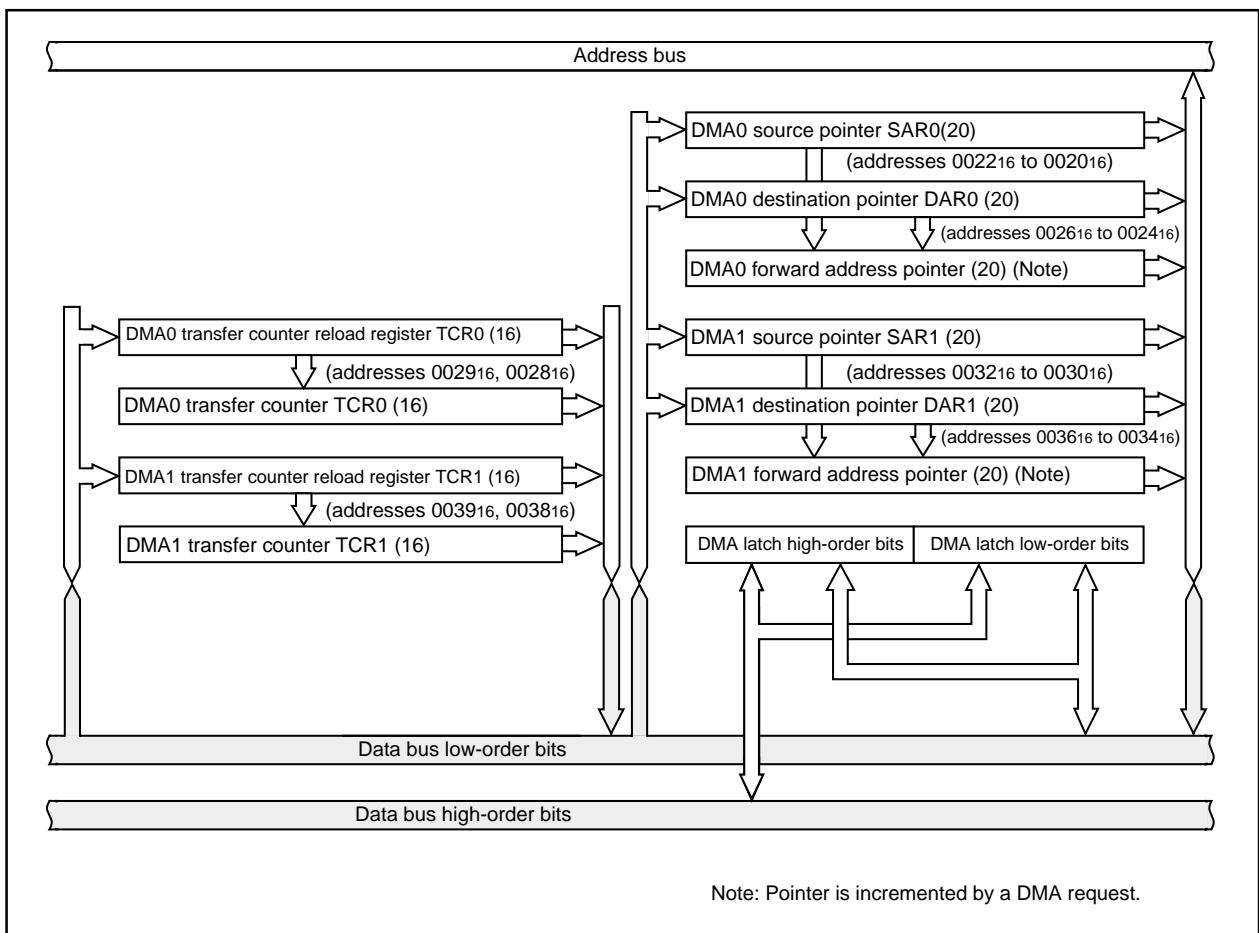 Address bus
DMA0 source pointer SAR0(20)
(addresses 002216 to 002016)
DMA0 destination pointer DAR0 (20)
(addresses 002616 to 002416)
DMA0 forward address pointer (20) (Note)
DMA0 transfer counter reload register TCR0 (16)
(addresses 002916, 002816)
DMA0 transfer counter TCR0 (16)
DMA1 transfer counter reload register TCR1 (16)
(addresses 003916, 003816)
DMA1 transfer counter TCR1 (16)
DMA1 source pointer SAR1 (20)
(addresses 003216 to 003016)
DMA1 destination pointer DAR1 (20)
(addresses 003616 to 003416)
DMA1 forward address pointer (20) (Note)
DMA latch high-order bits
DMA latch low-order bits
Data bus low-order bits
Data bus high-order bits
Note: Pointer is incremented by a DMA request.